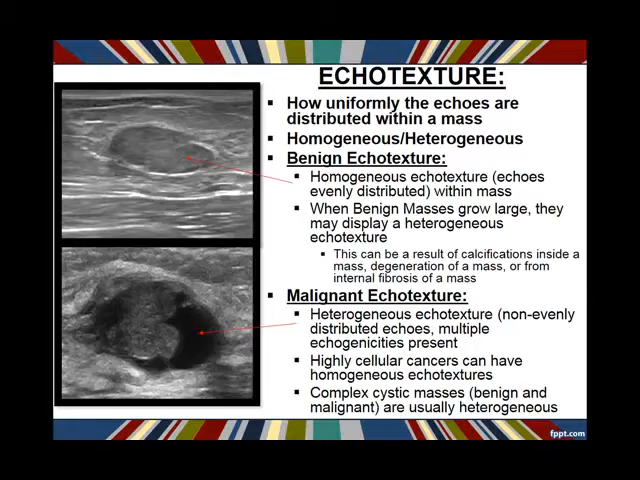 ECHOTEXTURE:
How uniformly the echoes are
distributed within a mass
Homogeneous/Heterogeneous
Benign Echotexture:
Homogeneous echotexture (echoes
evenly distributed) within mass
When Benign Masses grow large, they
may display a heterogeneous
echotexture
This can be a result of calcifications inside a
mass, degeneration of a mass, or from
internal fibrosis of a mass
Malignant Echotexture:
Heterogeneous echotexture (non-evenly
distributed echoes, multiple
echogenicities present
Highly cellular cancers can have
homogeneous echotextures
Complex cystic masses (benign and
malignant) are usually heterogeneous
fppt.com